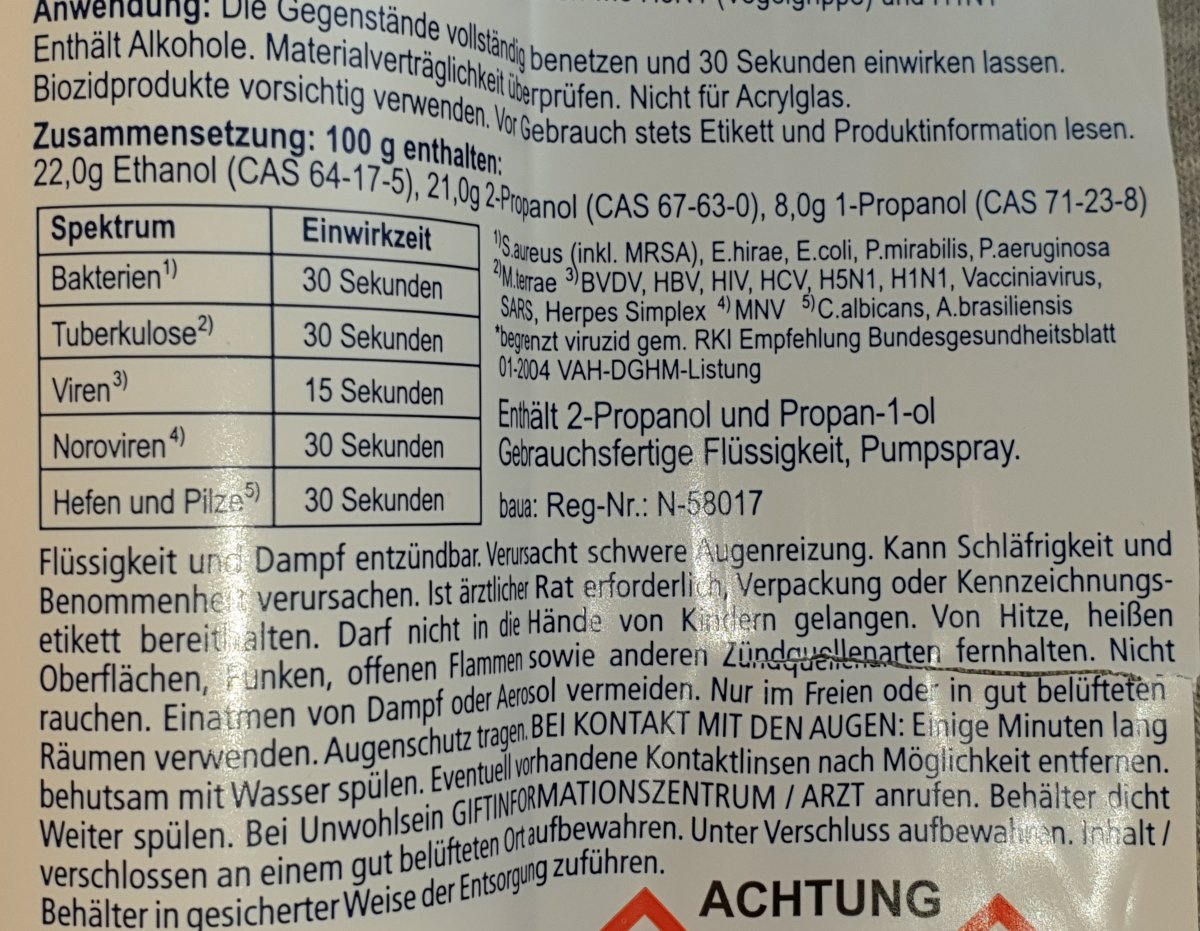 Anwendung: Die Gegenstände vollständig benetzen und 30 Sekunden einwirken lassen.
Enthält Alkohole. Materialverträglichkeit überprüfen. Nicht für Acrylglas.
Biozidprodukte vorsichtig verwenden. Vor Gebrauch stets Etikett und Produktinformation lesen.
Zusammensetzung: 100 g enthalten:
22,0g Ethanol (CAS 64-17-5), 21,0g 2-Propanol (CAS 67-63-0), 8,0g 1-Propanol (CAS 71-23-8)
Spektrum Einwirkzeit
Bakterien1) 30 Sekunden
Tuberkulose2) 30 Sekunden
Viren3) 15 Sekunden
Noroviren4) 30 Sekunden
Hefen und Pilze5) 30 Sekunden
1)S.aureus (inkl. MRSA), E.hirae, E.coli, P.mirabilis, P.aeruginosa
2)M.terrae 3)BVDV, HBV, HIV, HCV, H5N1, H1N1, Vacciniavirus,
SARS, Herpes Simplex 4)MNV 5)C.albicans, A.brasiliensis
*begrenzt viruzid gem. RKI Empfehlung Bundesgesundheitsblatt
01-2004 VAH-DGHM-Listung
Enthält 2-Propanol und Propan-1-ol
Gebrauchsfertige Flüssigkeit, Pumpspray.
baua: Reg-Nr.: N-58017
Flüssigkeit und Dampf entzündbar. Verursacht schwere Augenreizung. Kann Schläfrigkeit und
Benommenheit verursachen. Ist ärztlicher Rat erforderlich, Verpackung oder Kennzeichnungs-
etikett bereithalten. Darf nicht in die Hände von Kindern gelangen. Von Hitze, heißen
Oberflächen, Funken, offenen Flammen sowie anderen Zündquellenarten fernhalten. Nicht
rauchen. Einatmen von Dampf oder Aerosol vermeiden. Nur im Freien oder in gut belüfteten
Räumen verwenden. Augenschutz tragen. BEI KONTAKT MIT DEN AUGEN: Einige Minuten lang
behutsam mit Wasser spülen. Eventuell vorhandene Kontaktlinsen nach Möglichkeit entfernen.
Weiter spülen. Bei Unwohlsein GIFTINFORMATIONSZENTRUM / ARZT anrufen. Behälter dicht
verschlossen an einem gut belüfteten Ort aufbewahren. Unter Verschluss aufbewahren. Inhalt /
Behälter in gesicherter Weise der Entsorgung zuführen.
ACHTUNG